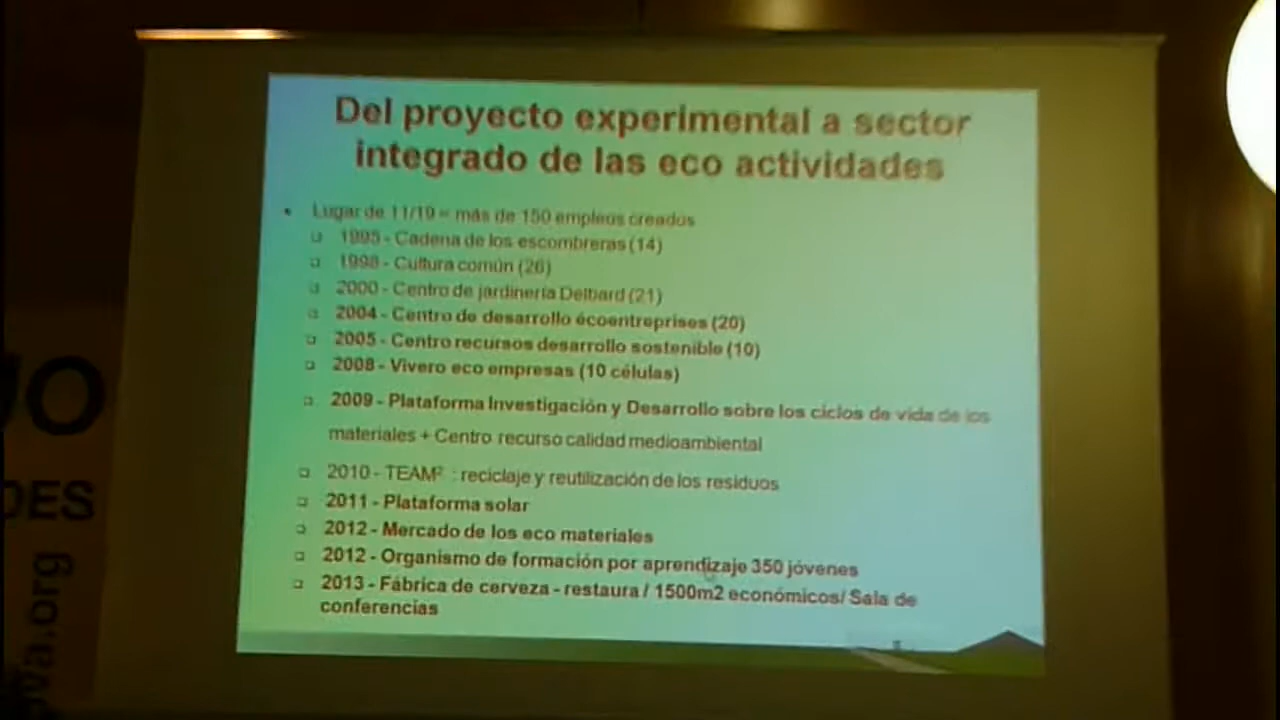 Del proyecto experimental a sector
integrado de las eco actividades
• Lugar de 11/19 = más de 150 empleos creados
1995 - Cadena de los escombreras (14)
1998 - Cultura común (26)
2000 - Centro de jardinería Delbard (21)
2004 - Centro de desarrollo écoentreprises (20)
2005 - Centro recursos desarrollo sostenible (10)
2008 - Vivero eco empresas (10 células)
2009 - Plataforma Investigación y Desarrollo sobre los ciclos de vida de los
materiales + Centro recurso calidad medioambiental
2010 - TEAM² : reciclaje y reutilización de los residuos
2011 - Plataforma solar
2012 - Mercado de los eco materiales
2012 - Organismo de formación por aprendizaje 350 jóvenes
2013 - Fábrica de cerveza - restaura / 1500m2 económicos/ Sala de
conferencias
DES
va.org